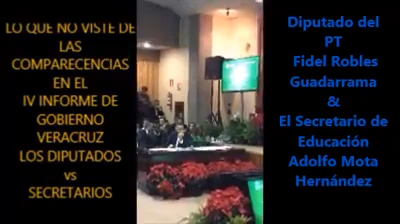 LO QUE NO VISTE DE
LAS
COMPARECENCIAS
EN EL
IV INFORME DE
GOBIERNO
VERACRUZ
LOS DIPUTADOS
vs
SECRETARIOS
Diputado del
PT
Fidel Robles
Guadarrama
&
El Secretario de
Educación
Adolfo Mota
Hernández